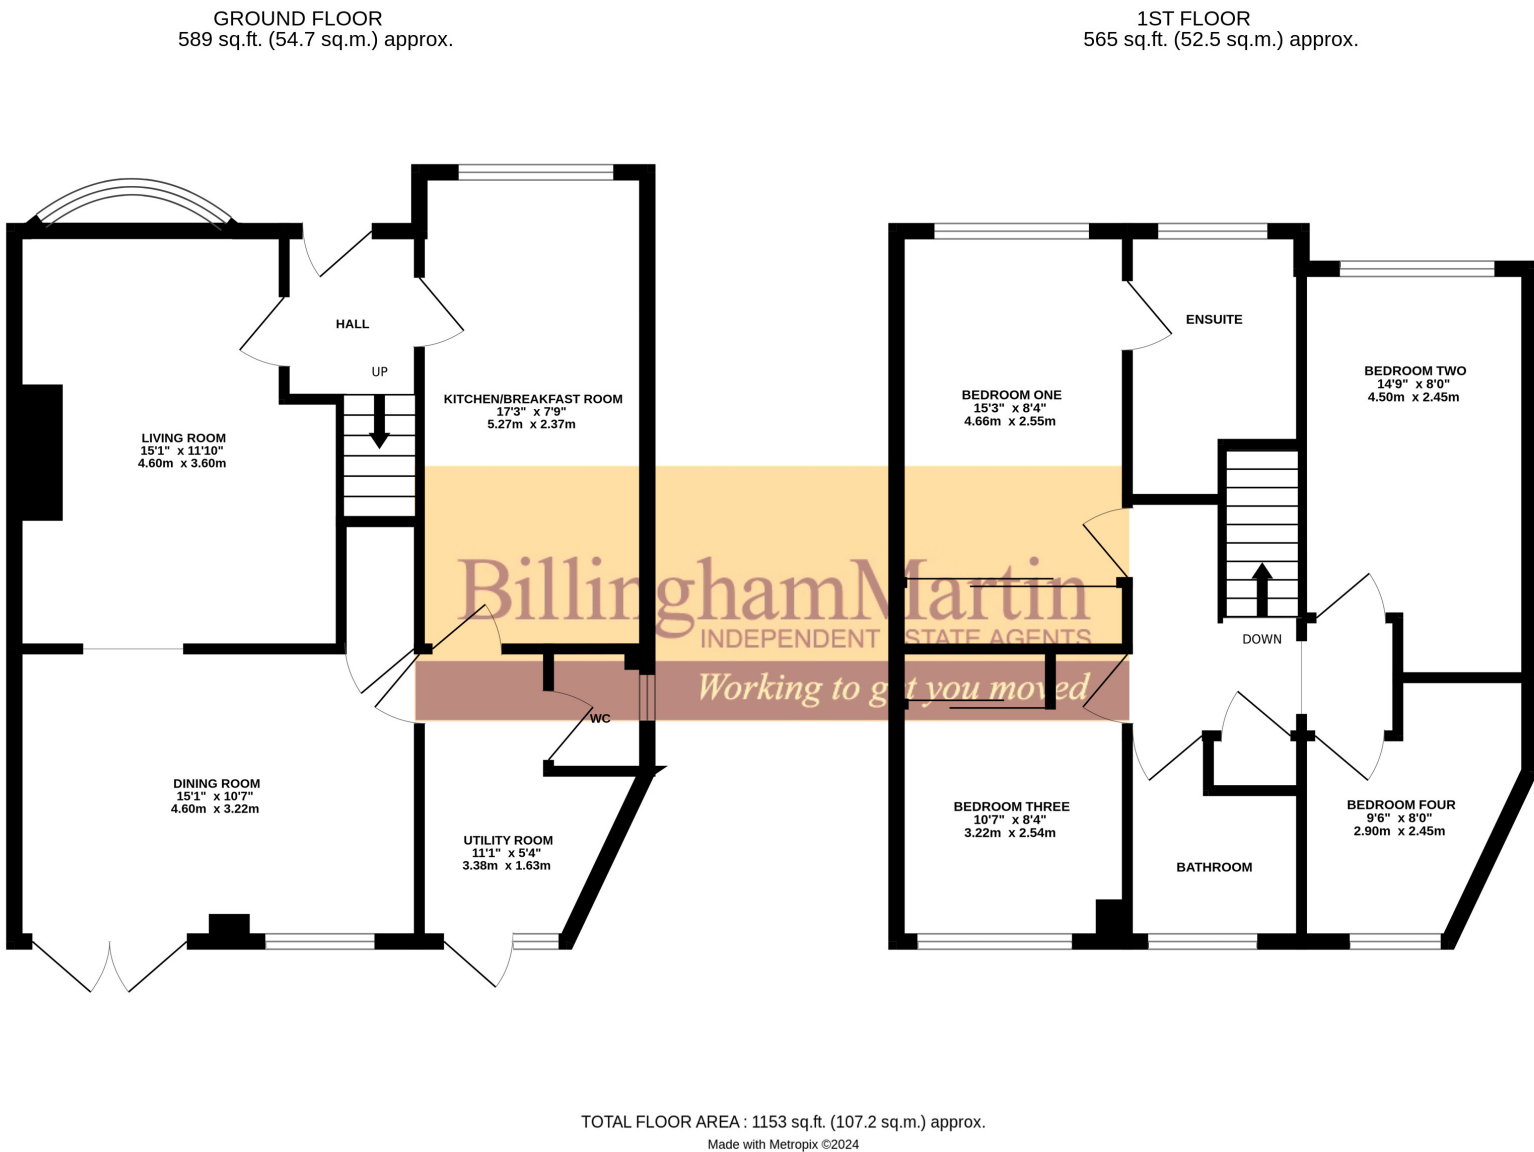 GROUND FLOOR
589 sq.ft. (54.7 sq.m.) approx.
1ST FLOOR
565 sq.ft. (52.5 sq.m.) approx.
HALL
UP
KITCHEN/BREAKFAST ROOM
17'3" x 7'9"
5.27m x 2.37m
LIVING ROOM
15'1" x 11'10"
4.60m x 3.60m
WC
DINING ROOM
15'1" x 10'7"
4.60m x 3.22m
UTILITY ROOM
11'1" x 5'4"
3.38m x 1.63m
ENSUITE
BEDROOM TWO
14'9" x 8'0"
4.50m x 2.45m
BEDROOM ONE
15'3" x 8'4"
4.66m x 2.55m
DOWN
BEDROOM THREE
10'7" x 8'4"
3.22m x 2.54m
BEDROOM FOUR
9'6" x 8'0"
2.90m x 2.45m
BATHROOM
BillinghamMartin
INDEPENDENT ESTATE AGENTS
Working to get you moved
TOTAL FLOOR AREA : 1153 sq.ft. (107.2 sq.m.) approx.
Made with Metropix ©2024